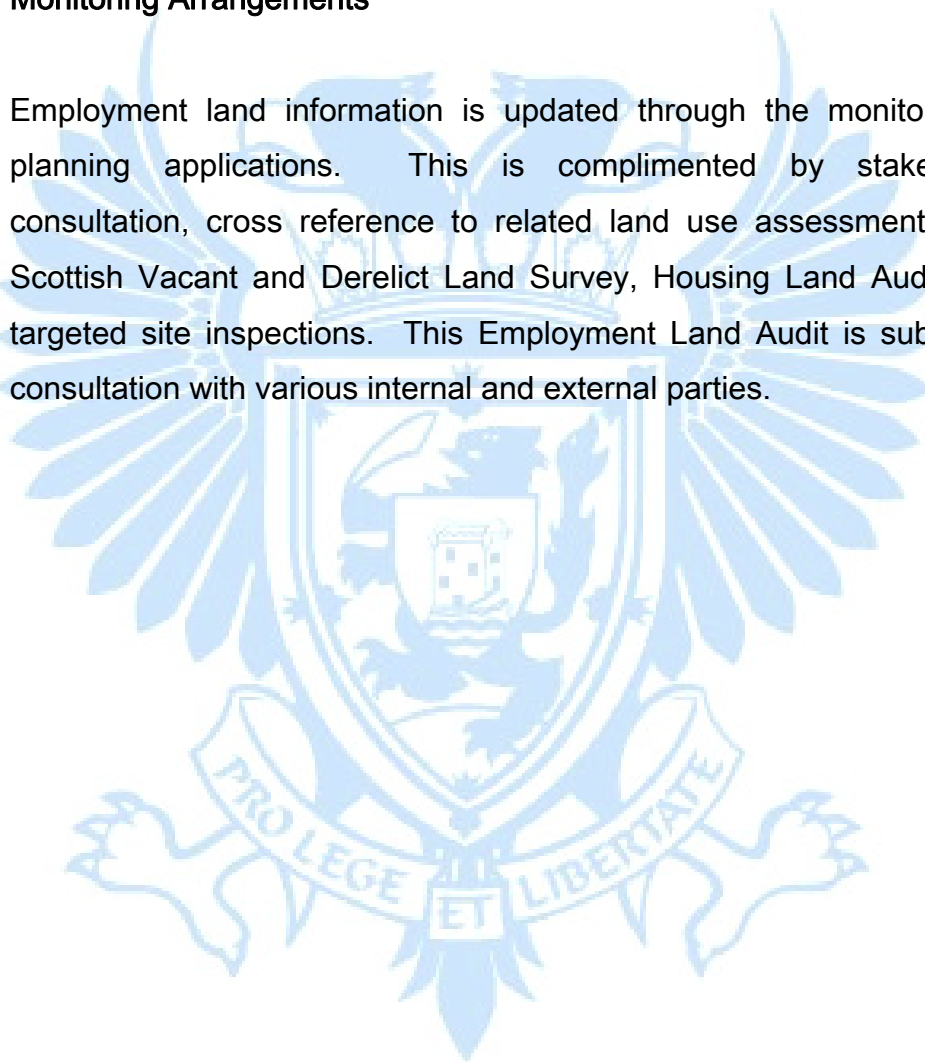 Monitoring Arrangements
Employment land information is updated through the monito
planning applications. This is complimented by stake
consultation, cross reference to related land use assessment
Scottish Vacant and Derelict Land Survey, Housing Land Aud
targeted site inspections. This Employment Land Audit is sub
consultation with various internal and external parties.
PRO LEGE ET LIBERTATE